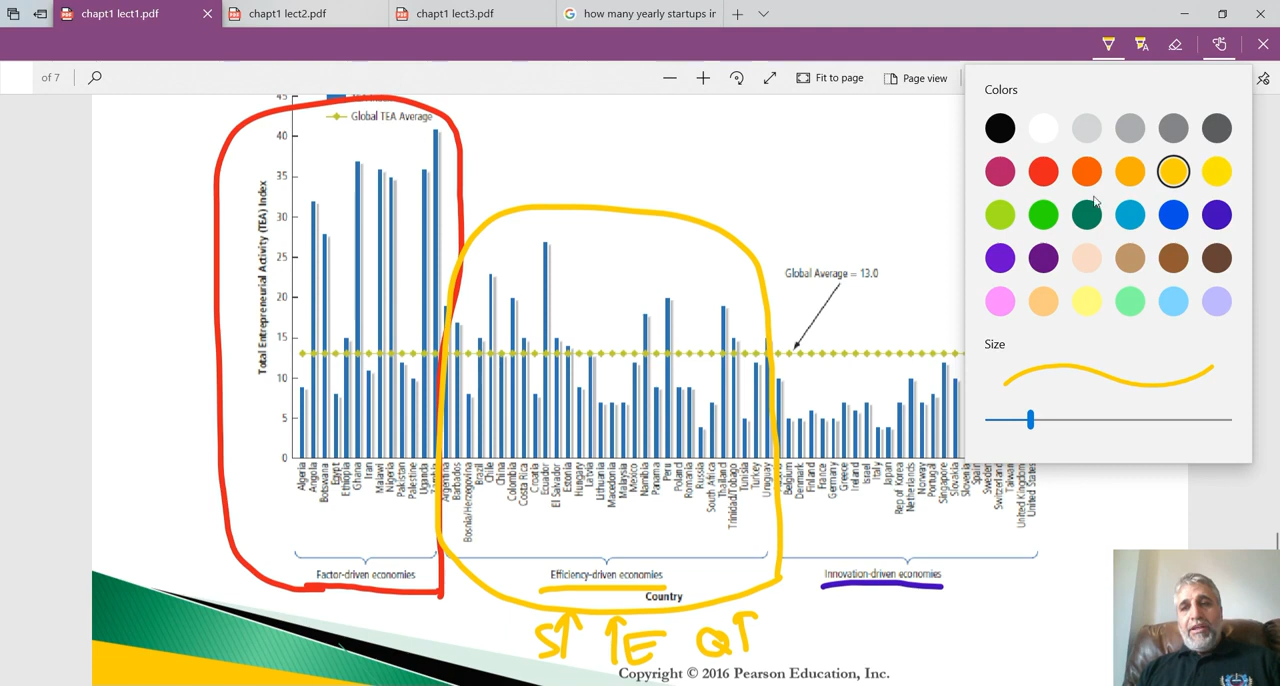 chapt1 lect1.pdf
chapt1 lect2.pdf
chapt1 lect3.pdf
how many yearly startups ir
of 7
Fit to page
Page view
Colors
Size
Global TEA Average
Total Entrepreneurial Activity (TEA) Index
45
40
35
30
25
20
15
10
5
0
Global Average = 13.0
Algeria
Angola
Botswana
Egypt
Ethiopia
Ghana
Iran
Malawi
Nigeria
Pakistan
Palestine
Uganda
Zambia
Argentina
Barbados
Bosnia/Hercegovina
Brazil
Chile
China
Colombia
Costa Rica
Croatia
Ecuador
El Salvador
Estonia
Hungary
Latvia
Lithuania
Macedonia
Malaysia
Mexico
Namibia
Panama
Peru
Poland
Romania
Russia
South Africa
Thailand
Trinidad/Tobago
Tunisia
Turkey
Uruguay
Belgium
Denmark
Finland
France
Germany
Greece
Ireland
Israel
Italy
Japan
Rep of Korea
Netherlands
Norway
Portugal
Singapore
Slovakia
Slovenia
Spain
Sweden
Switzerland
Taiwan
United Kingdom
United States
Factor-driven economies
Efficiency-driven economies
Innovation-driven economies
Country
S↑ ↑E Q↑
Copyright © 2016 Pearson Education, Inc.